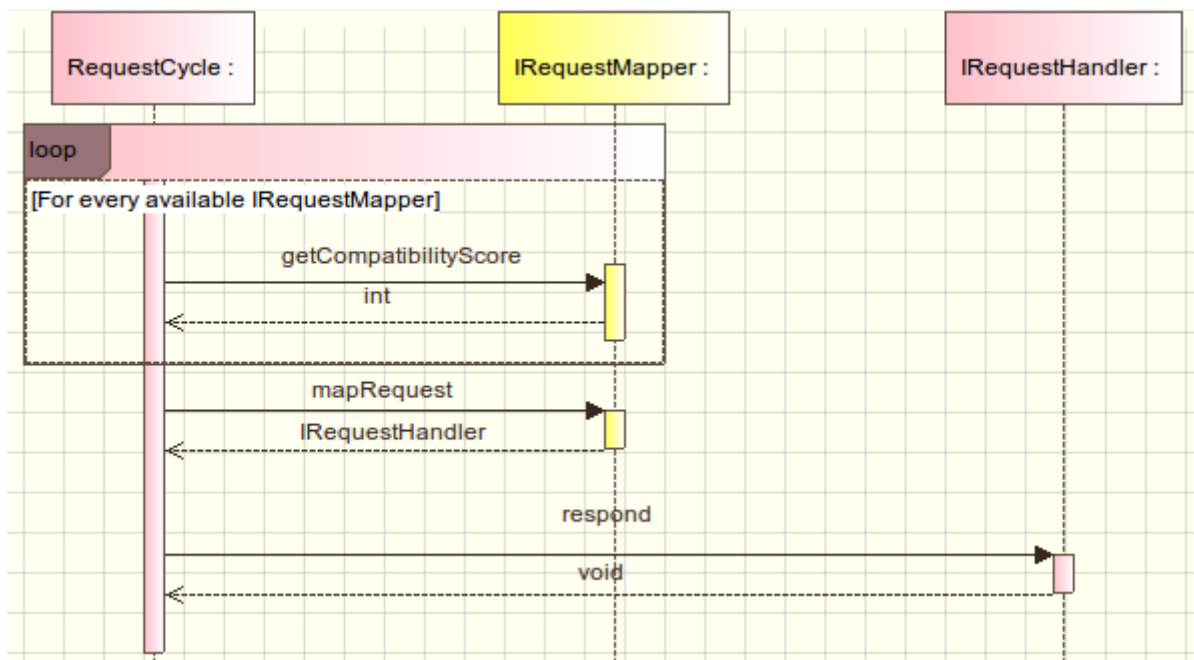 RequestCycle :
IRequestMapper :
IRequestHandler :
loop
[For every available IRequestMapper]
getCompatibilityScore
int
mapRequest
IRequestHandler
respond
void